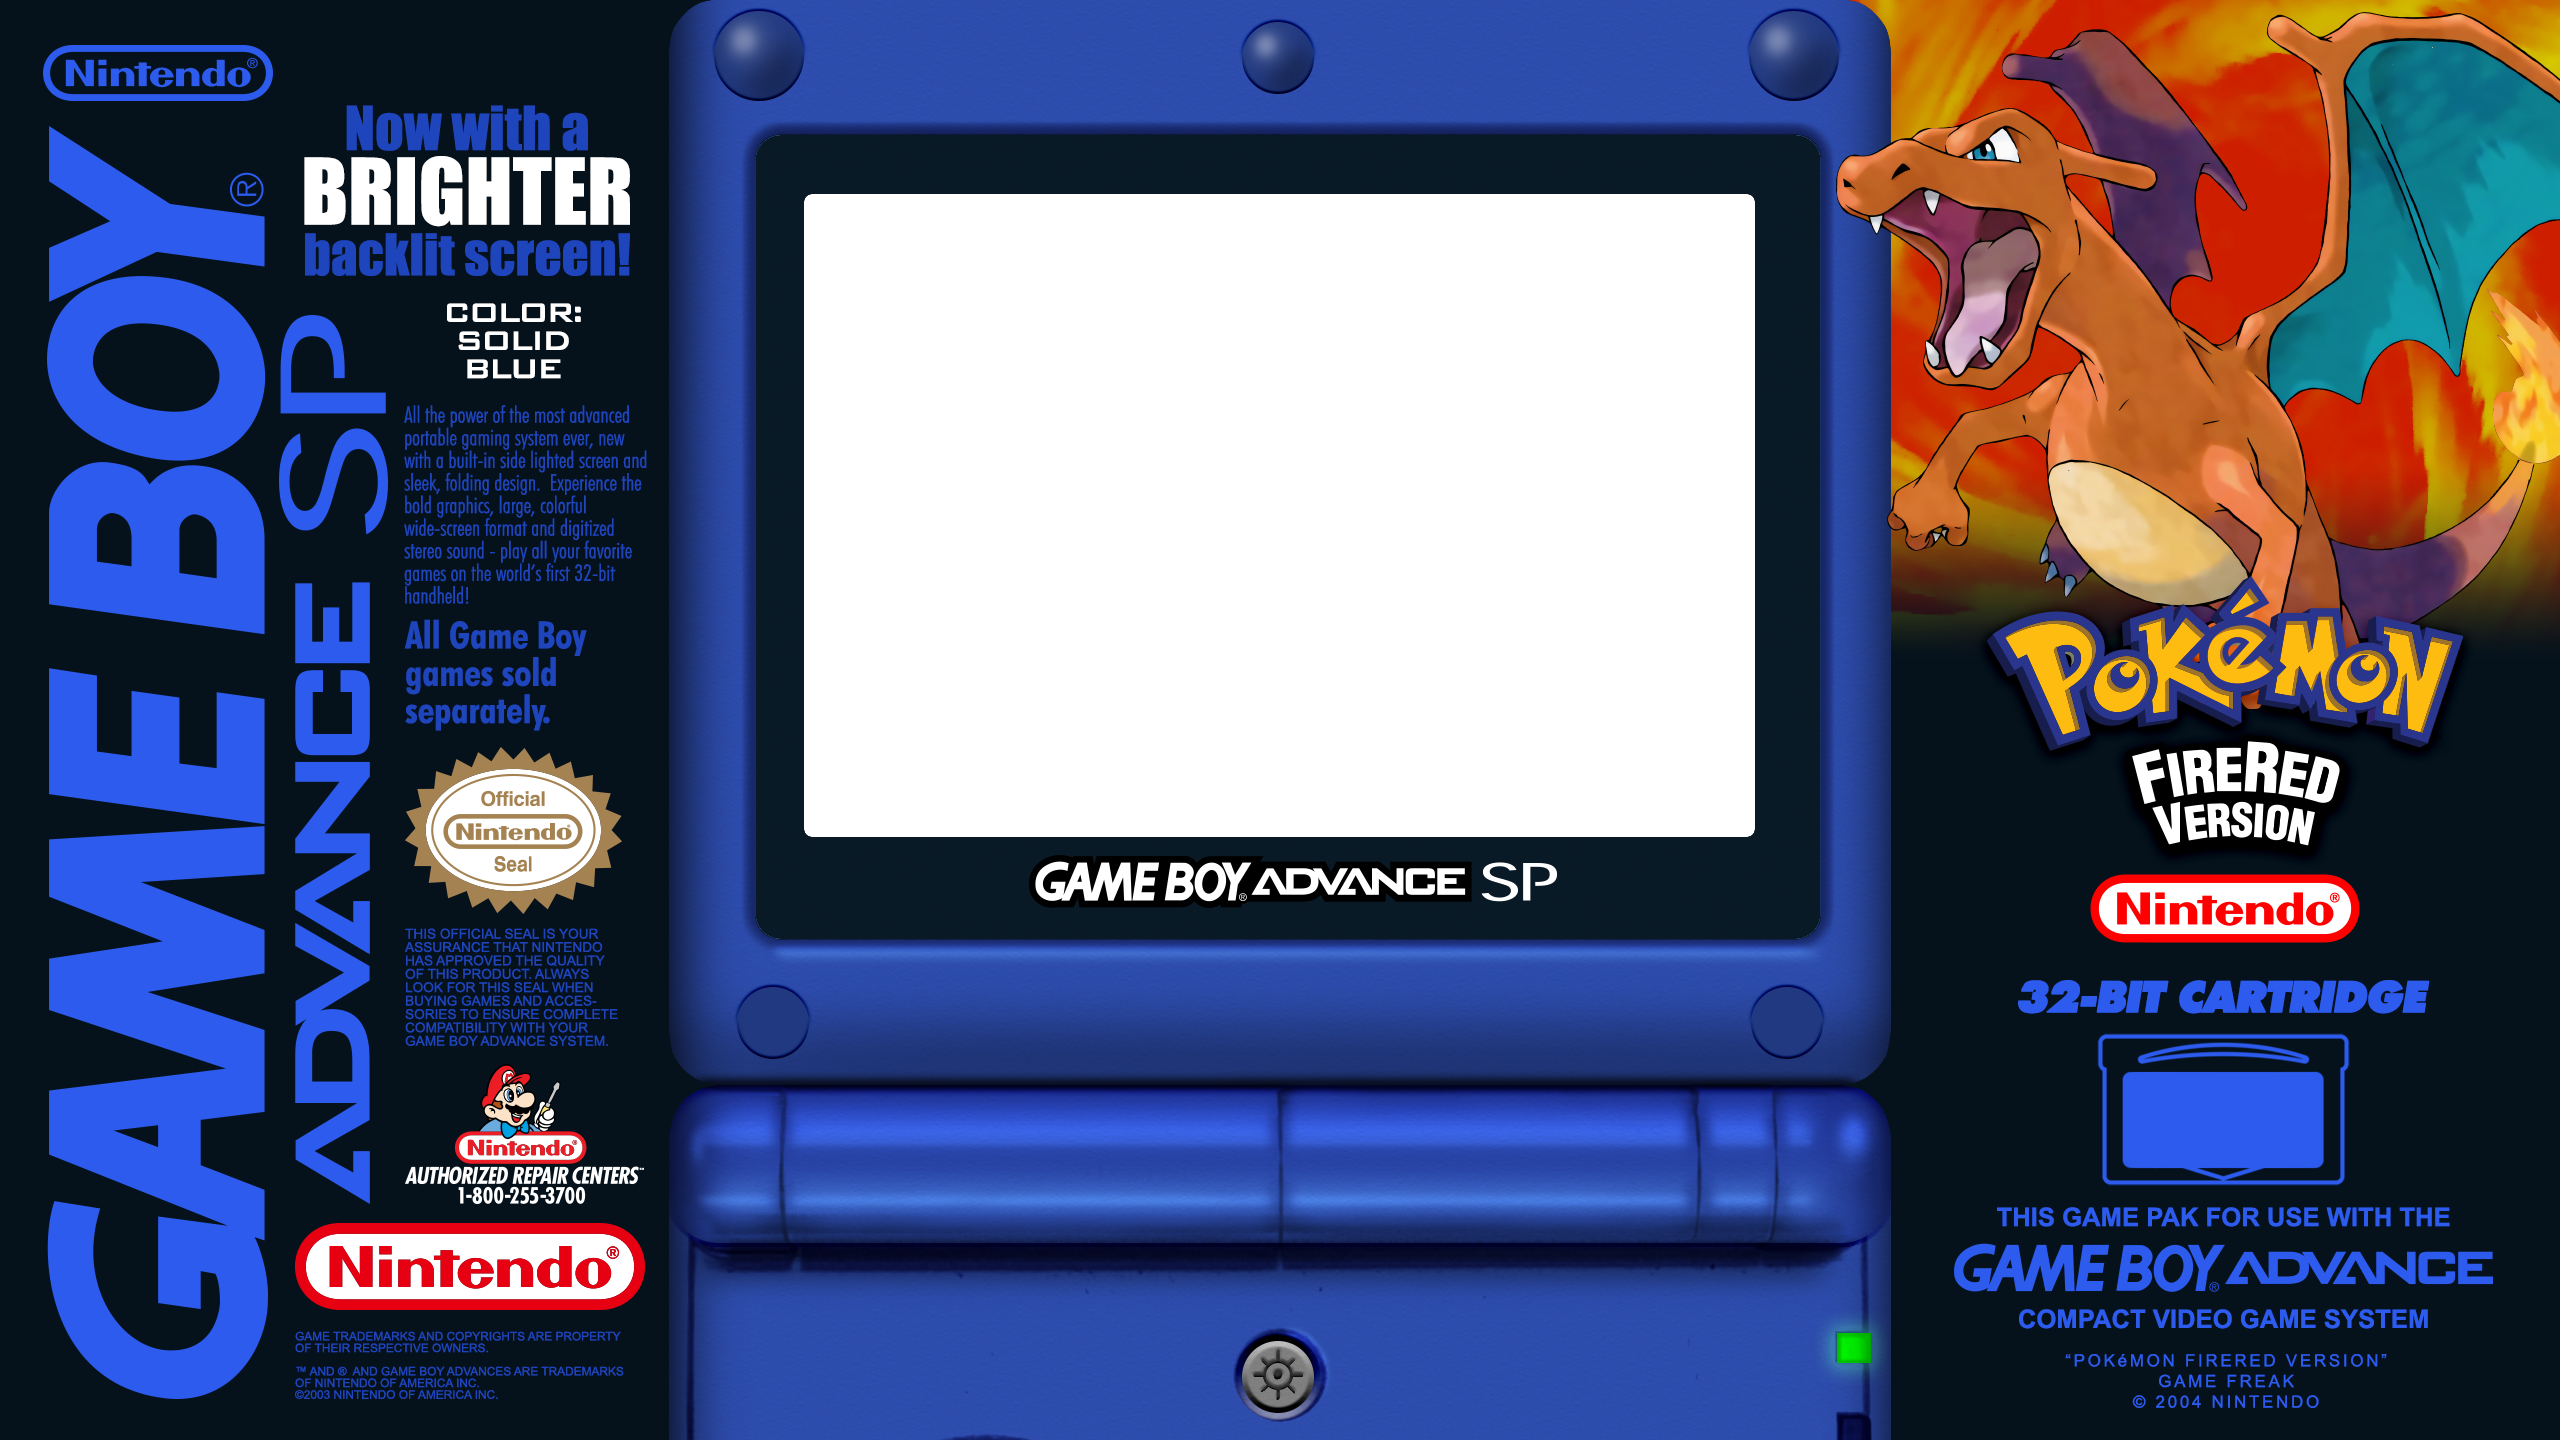 Nintendo®
GAME BOY®
ADVANCE SP
Now with a
BRIGHTER
backlit screen!
COLOR:
SOLID
BLUE
All the power of the most advanced
portable gaming system ever, new
with a built-in side lighted screen and
sleek, folding design.  Experience the
bold graphics, large, colorful
wide-screen format and digitized
stereo sound - play all your favorite
games on the world's first 32-bit
handheld!
All Game Boy
games sold
separately.
Official
Nintendo®
Seal
THIS OFFICIAL SEAL IS YOUR
ASSURANCE THAT NINTENDO
HAS APPROVED THE QUALITY
OF THIS PRODUCT. ALWAYS
LOOK FOR THIS SEAL WHEN
BUYING GAMES AND ACCES-
SORIES TO ENSURE COMPLETE
COMPATIBILITY WITH YOUR
GAME BOY ADVANCE SYSTEM.
M
Nintendo®
AUTHORIZED REPAIR CENTERS℠
1-800-255-3700
Nintendo®
GAME TRADEMARKS AND COPYRIGHTS ARE PROPERTY
OF THEIR RESPECTIVE OWNERS.
™ AND ® AND GAME BOY ADVANCES ARE TRADEMARKS
OF NINTENDO OF AMERICA INC.
©2003 NINTENDO OF AMERICA INC.
GAME BOY® ADVANCE SP
POKéMON
FIRERED
VERSION
Nintendo®
32-BIT CARTRIDGE
THIS GAME PAK FOR USE WITH THE
GAME BOY® ADVANCE
COMPACT VIDEO GAME SYSTEM
“POKéMON FIRERED VERSION”
GAME FREAK
© 2004 NINTENDO